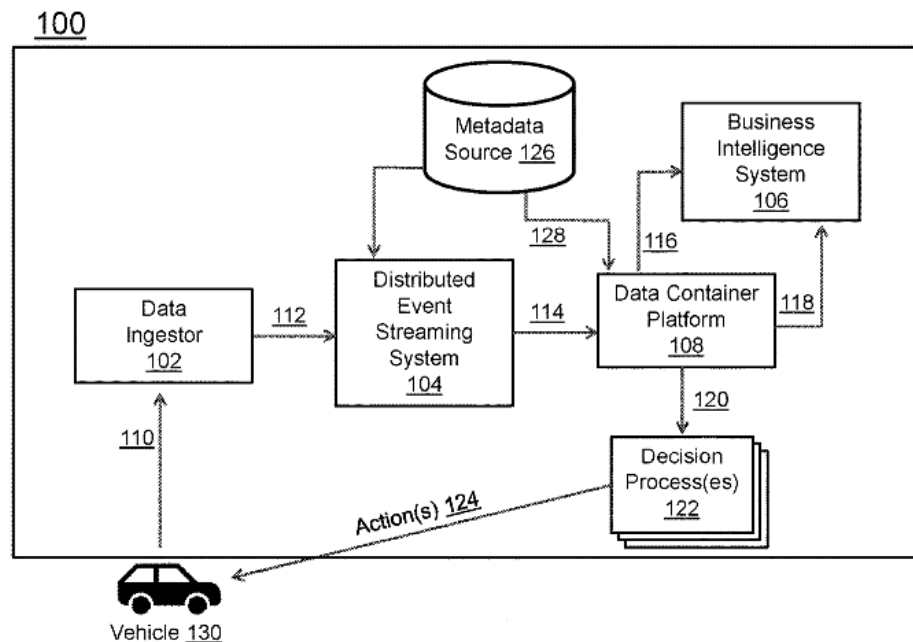 100
Metadata
Source 126
Business
Intelligence
System
106
128
116
Data
Ingestor
102
112
Distributed
Event
Streaming
System
104
114
Data Container
Platform
108
118
110
120
Decision
Process(es)
122
Action(s) 124
Vehicle 130